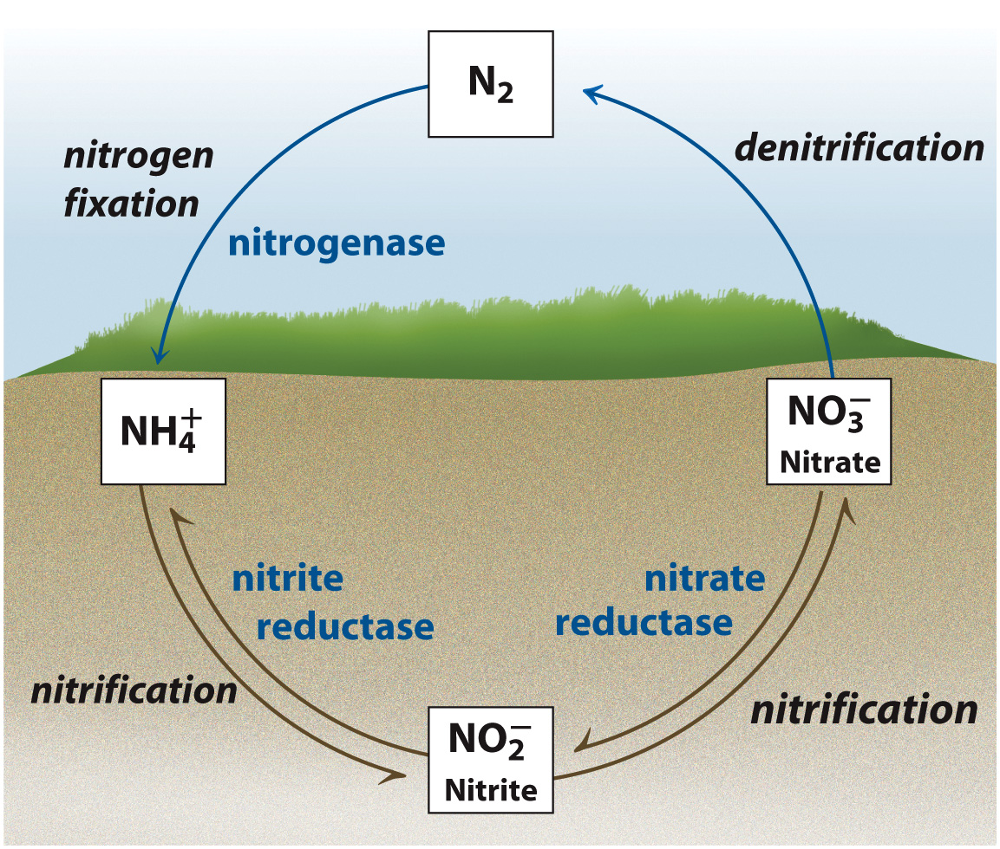 N₂
nitrogen
fixation
denitrification
nitrogenase
NH₄⁺
NO₃⁻
Nitrate
nitrite
reductase
nitrate
reductase
nitrification
nitrification
NO₂⁻
Nitrite